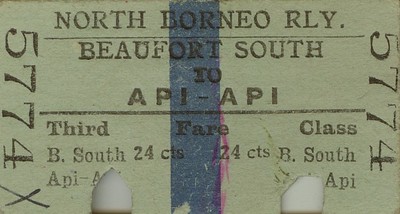 NORTH BORNEO RLY.
BEAUFORT SOUTH
TO
API-API
Third Fare Class
B. South 24 cts 24 cts B. South
Api- Api
5774 5774